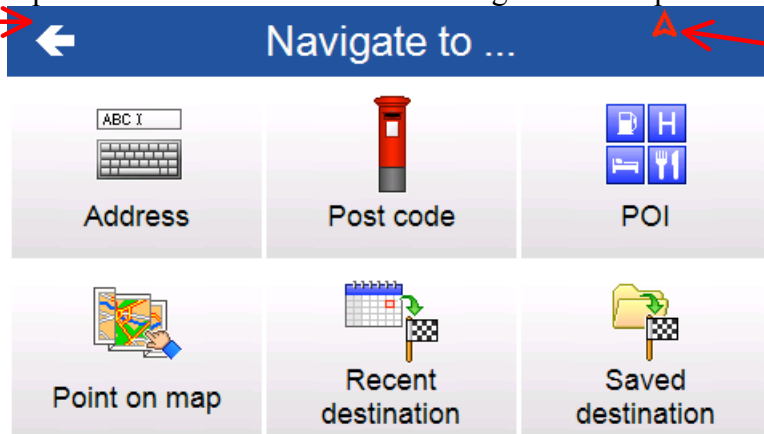 Navigate to ...
ABC I
H
Address
Post code
POI
Point on map
Recent
destination
Saved
destination